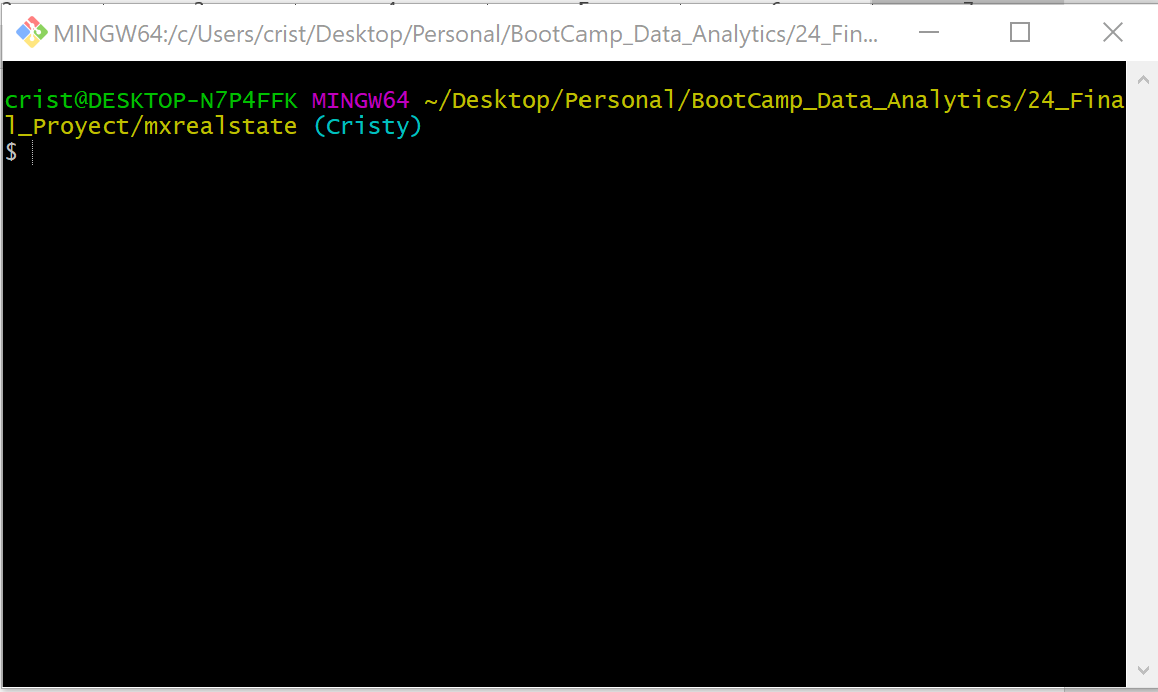 MINGW64:/c/Users/crist/Desktop/Personal/BootCamp_Data_Analytics/24_Fin...
crist@DESKTOP-N7P4FFK MINGW64 ~/Desktop/Personal/BootCamp_Data_Analytics/24_Fina
l_Proyect/mxrealstate (Cristy)
$